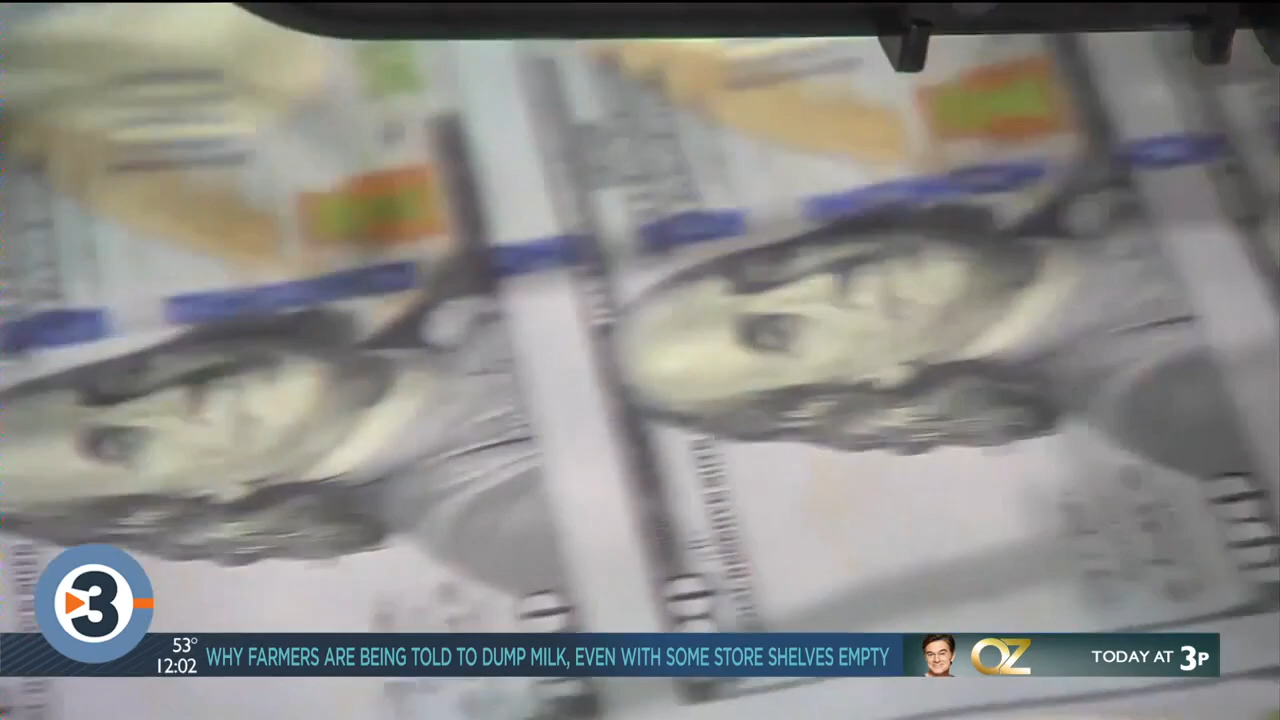 3
53°
12:02
WHY FARMERS ARE BEING TOLD TO DUMP MILK, EVEN WITH SOME STORE SHELVES EMPTY
OZ
TODAY AT 3P